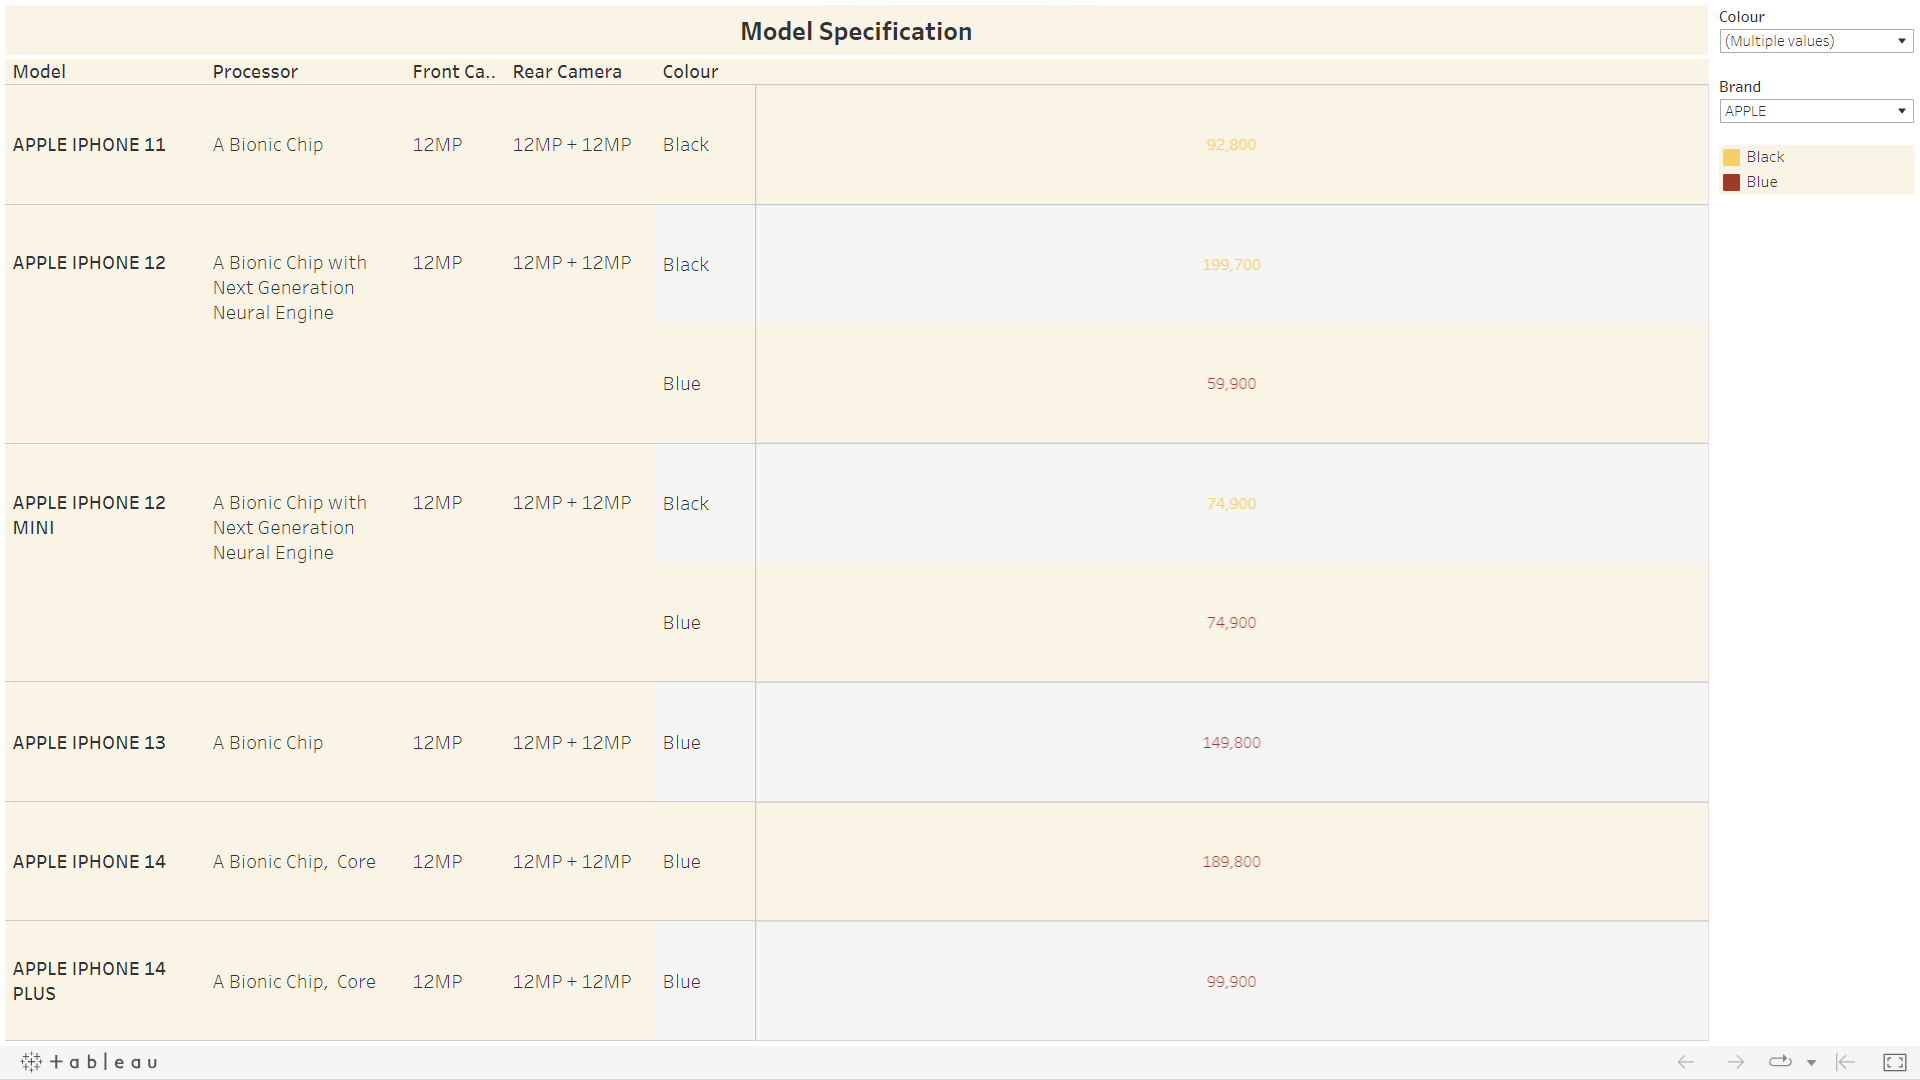 Model Specification
Model Processor Front Ca.. Rear Camera Colour
APPLE IPHONE 11 A Bionic Chip 12MP 12MP + 12MP Black 92,800
APPLE IPHONE 12 A Bionic Chip with 12MP 12MP + 12MP Black 199,700
Next Generation
Neural Engine
Blue 59,900
APPLE IPHONE 12 A Bionic Chip with 12MP 12MP + 12MP Black 74,900
MINI Next Generation
Neural Engine
Blue 74,900
APPLE IPHONE 13 A Bionic Chip 12MP 12MP + 12MP Blue 149,800
APPLE IPHONE 14 A Bionic Chip,  Core 12MP 12MP + 12MP Blue 189,800
APPLE IPHONE 14
PLUS A Bionic Chip,  Core 12MP 12MP + 12MP Blue 99,900
Colour
(Multiple values)
Brand
APPLE
Black
Blue
+ableau